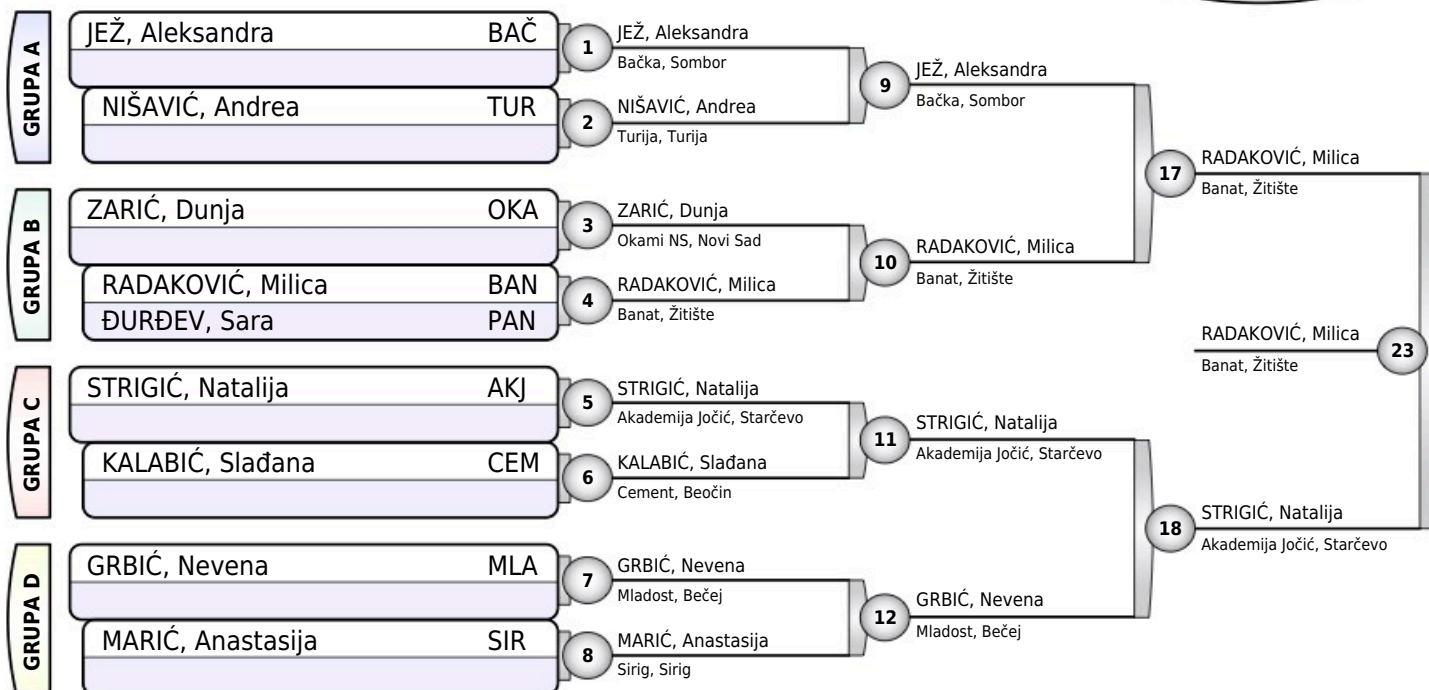 GRUPA A
JEŽ, Aleksandra BAČ
NIŠAVIĆ, Andrea TUR
GRUPA B
ZARIĆ, Dunja OKA
RADAKOVIĆ, Milica BAN
ĐURĐEV, Sara PAN
GRUPA C
STRIGIĆ, Natalija AKJ
KALABIĆ, Slađana CEM
GRUPA D
GRBIĆ, Nevena MLA
MARIĆ, Anastasija SIR
1
JEŽ, Aleksandra
Bačka, Sombor
2
NIŠAVIĆ, Andrea
Turija, Turija
3
ZARIĆ, Dunja
Okami NS, Novi Sad
4
RADAKOVIĆ, Milica
Banat, Žitište
5
STRIGIĆ, Natalija
Akademija Jočić, Starčevo
6
KALABIĆ, Slađana
Cement, Beočin
7
GRBIĆ, Nevena
Mladost, Bečej
8
MARIĆ, Anastasija
Sirig, Sirig
9
JEŽ, Aleksandra
Bačka, Sombor
10
RADAKOVIĆ, Milica
Banat, Žitište
11
STRIGIĆ, Natalija
Akademija Jočić, Starčevo
12
GRBIĆ, Nevena
Mladost, Bečej
17
RADAKOVIĆ, Milica
Banat, Žitište
18
STRIGIĆ, Natalija
Akademija Jočić, Starčevo
RADAKOVIĆ, Milica
Banat, Žitište
23